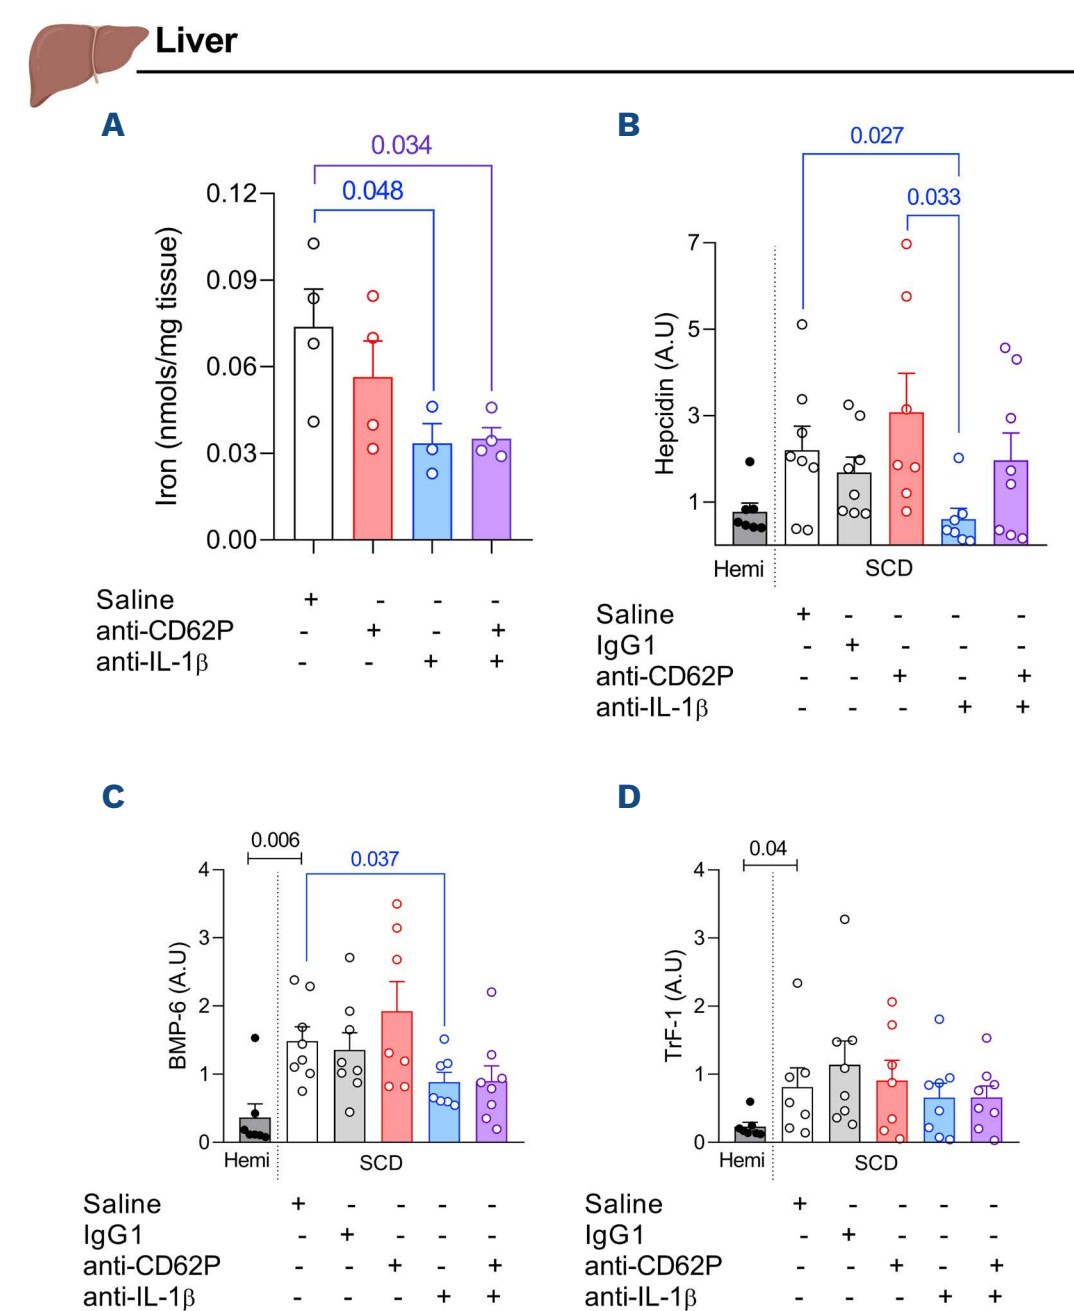 Liver
A
0.034
0.048
0.12
0.09
0.06
0.03
0.00
Iron (nmols/mg tissue)
Saline + - - -
anti-CD62P - + - +
anti-IL-1β - - + +
B
0.027
0.033
7
5
3
1
Hepcidin (A.U)
Hemi SCD
Saline + - - - -
IgG1 - + - - -
anti-CD62P - - + - +
anti-IL-1β - - - + +
C
0.006
0.037
4
3
2
1
0
BMP-6 (A.U)
Hemi SCD
Saline + - - - -
IgG1 - + - - -
anti-CD62P - - + - +
anti-IL-1β - - - + +
D
0.04
4
3
2
1
0
TrF-1 (A.U)
Hemi SCD
Saline + - - - -
IgG1 - + - - -
anti-CD62P - - + - +
anti-IL-1β - - - + +